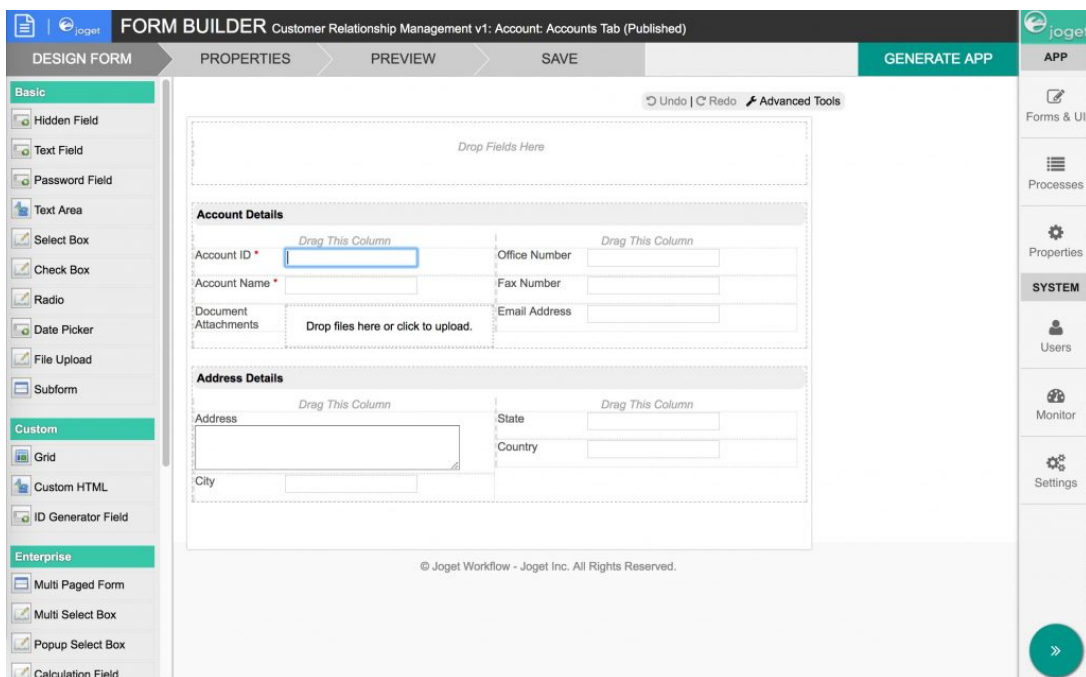 joget FORM BUILDER Customer Relationship Management v1: Account: Accounts Tab (Published)
joget
DESIGN FORM PROPERTIES PREVIEW SAVE GENERATE APP APP
Basic
Hidden Field
Text Field
Password Field
Text Area
Select Box
Check Box
Radio
Date Picker
File Upload
Subform
Custom
Grid
Custom HTML
ID Generator Field
Enterprise
Multi Paged Form
Multi Select Box
Popup Select Box
Calculation Field
Undo | Redo Advanced Tools
Drop Fields Here
Account Details
Drag This Column
Account ID *
Account Name *
Document
Attachments
Drop files here or click to upload.
Drag This Column
Office Number
Fax Number
Email Address
Address Details
Drag This Column
Address
City
Drag This Column
State
Country
© Joget Workflow - Joget Inc. All Rights Reserved.
Forms & UI
Processes
Properties
SYSTEM
Users
Monitor
Settings